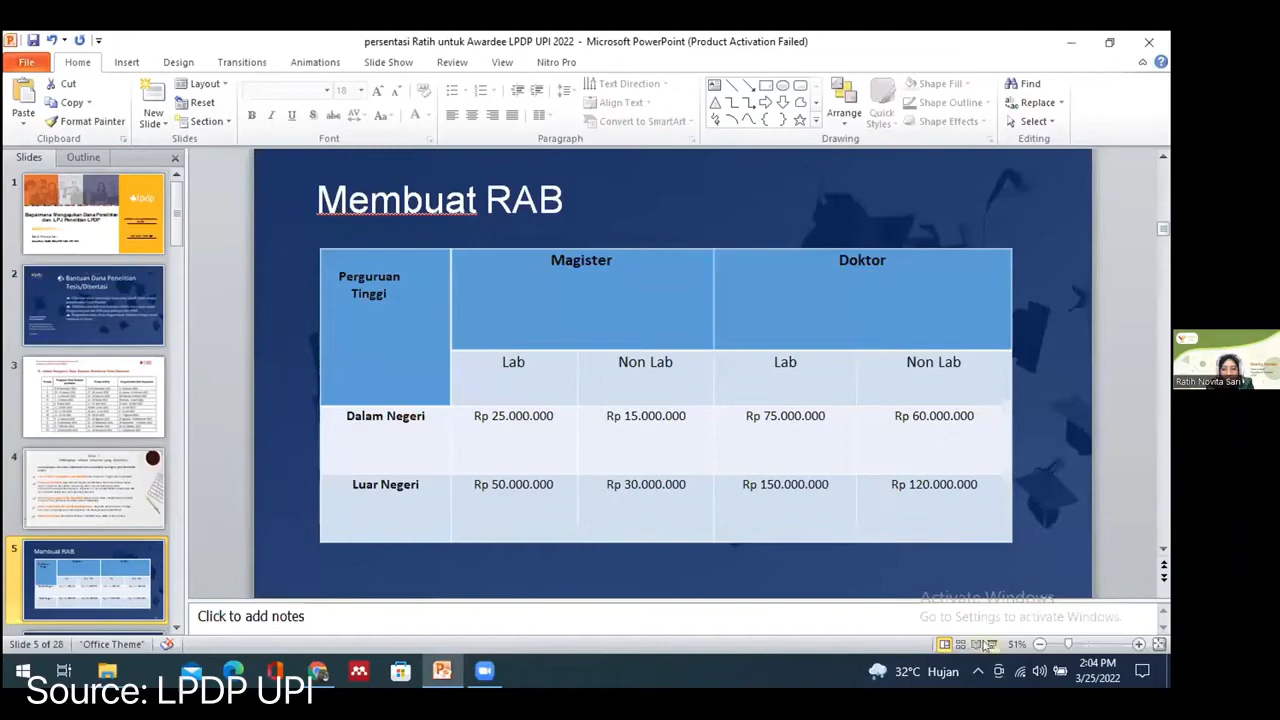 persentasi Ratih untuk Awardee LPDP UPI 2022 - Microsoft PowerPoint (Product Activation Failed)
File Home Insert Design Transitions Animations Slide Show Review View Nitro Pro
Paste
Cut
Copy
Format Painter
Clipboard
New Slide
Layout
Reset
Section
Slides
18
Font
Paragraph
Text Direction
Align Text
Convert to SmartArt
Arrange
Quick Styles
Shape Fill
Shape Outline
Shape Effects
Drawing
Find
Replace
Select
Editing
Slides Outline
1
lpdp
2
Bantuan Dana Penelitian
Tesis/Disertasi
3
4
5
Membuat RAB
Membuat RAB
Perguruan Tinggi
Magister Doktor
Lab Non Lab Lab Non Lab
Dalam Negeri Rp 25.000.000 Rp 15.000.000 Rp 75.000.000 Rp 60.000.000
Luar Negeri Rp 50.000.000 Rp 30.000.000 Rp 150.000.000 Rp 120.000.000
Ratih Novita Sari
Activate Windows
Go to Settings to activate Windows.
Click to add notes
Slide 5 of 28 "Office Theme" 51%
32°C Hujan
2:04 PM
3/25/2022
Source: LPDP UPI